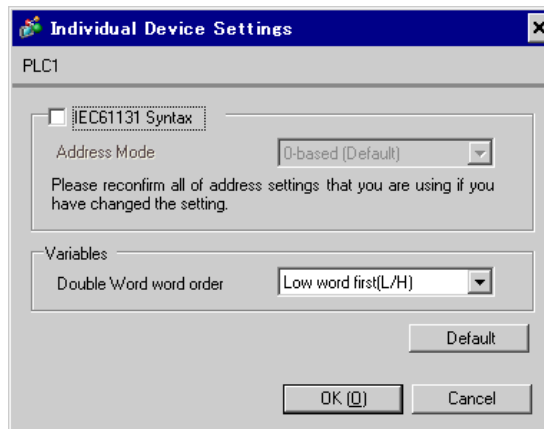 Individual Device Settings
PLC1
IEC61131 Syntax
Address Mode 0-based (Default)
Please reconfirm all of address settings that you are using if you
have changed the setting.
Variables
Double Word word order Low word first(L/H)
Default
OK (O) Cancel